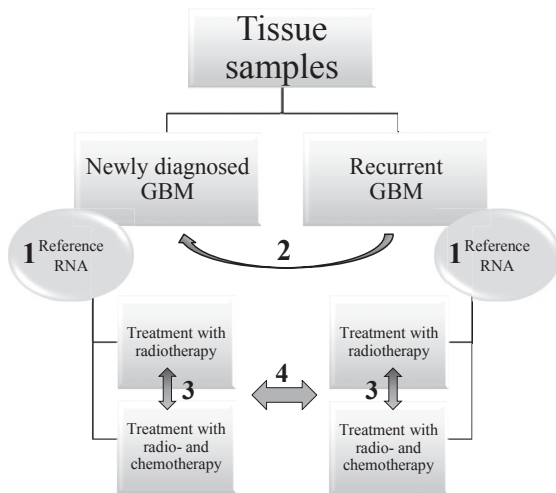 Tissue
samples
Newly diagnosed
GBM
Recurrent
GBM
1 Reference
RNA
2
1 Reference
RNA
Treatment with
radiotherapy
Treatment with
radiotherapy
3
4
3
Treatment with
radio- and
chemotherapy
Treatment with
radio- and
chemotherapy